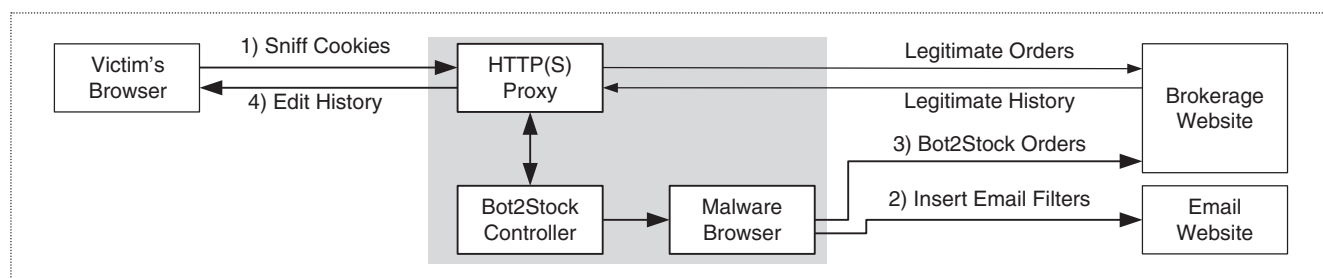 1) Sniff Cookies
Victim's
Browser
4) Edit History
HTTP(S)
Proxy
Legitimate Orders
Legitimate History
Brokerage
Website
3) Bot2Stock Orders
Bot2Stock
Controller
Malware
Browser
2) Insert Email Filters
Email
Website